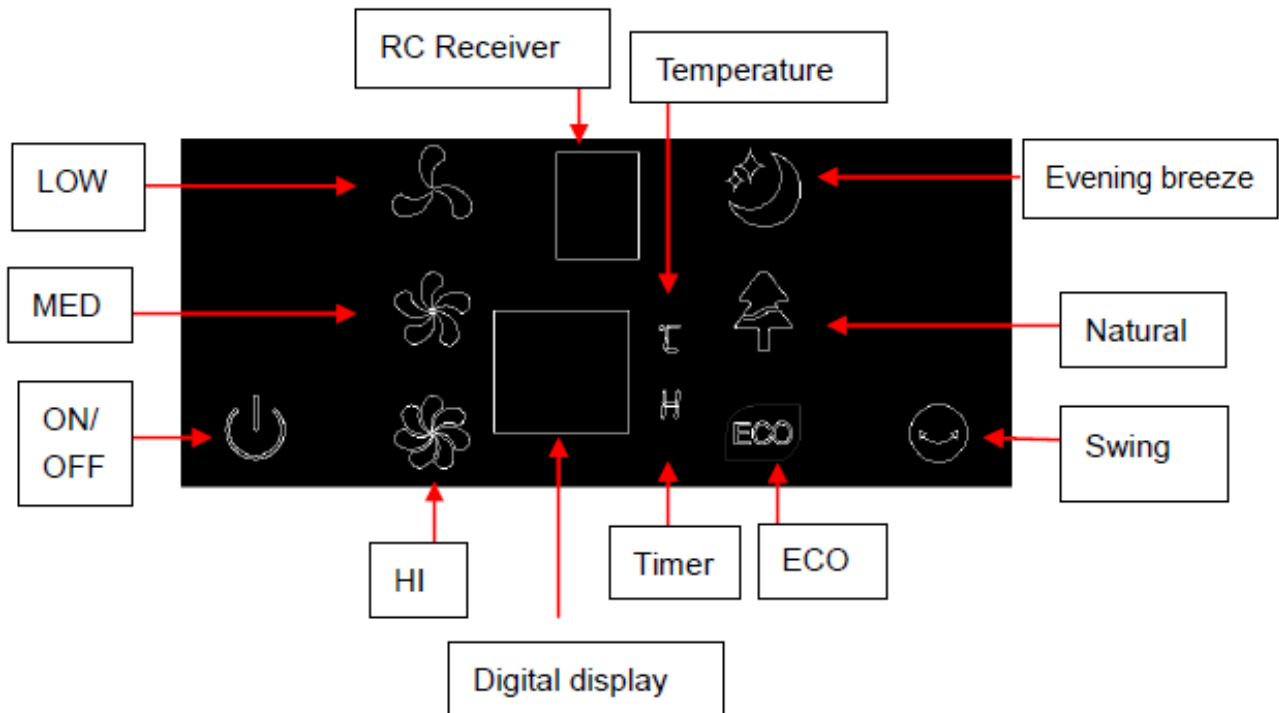 RC Receiver
Temperature
LOW
Evening breeze
MED
℃
Natural
ON/
OFF
H
ECO
Swing
HI
Timer
ECO
Digital display